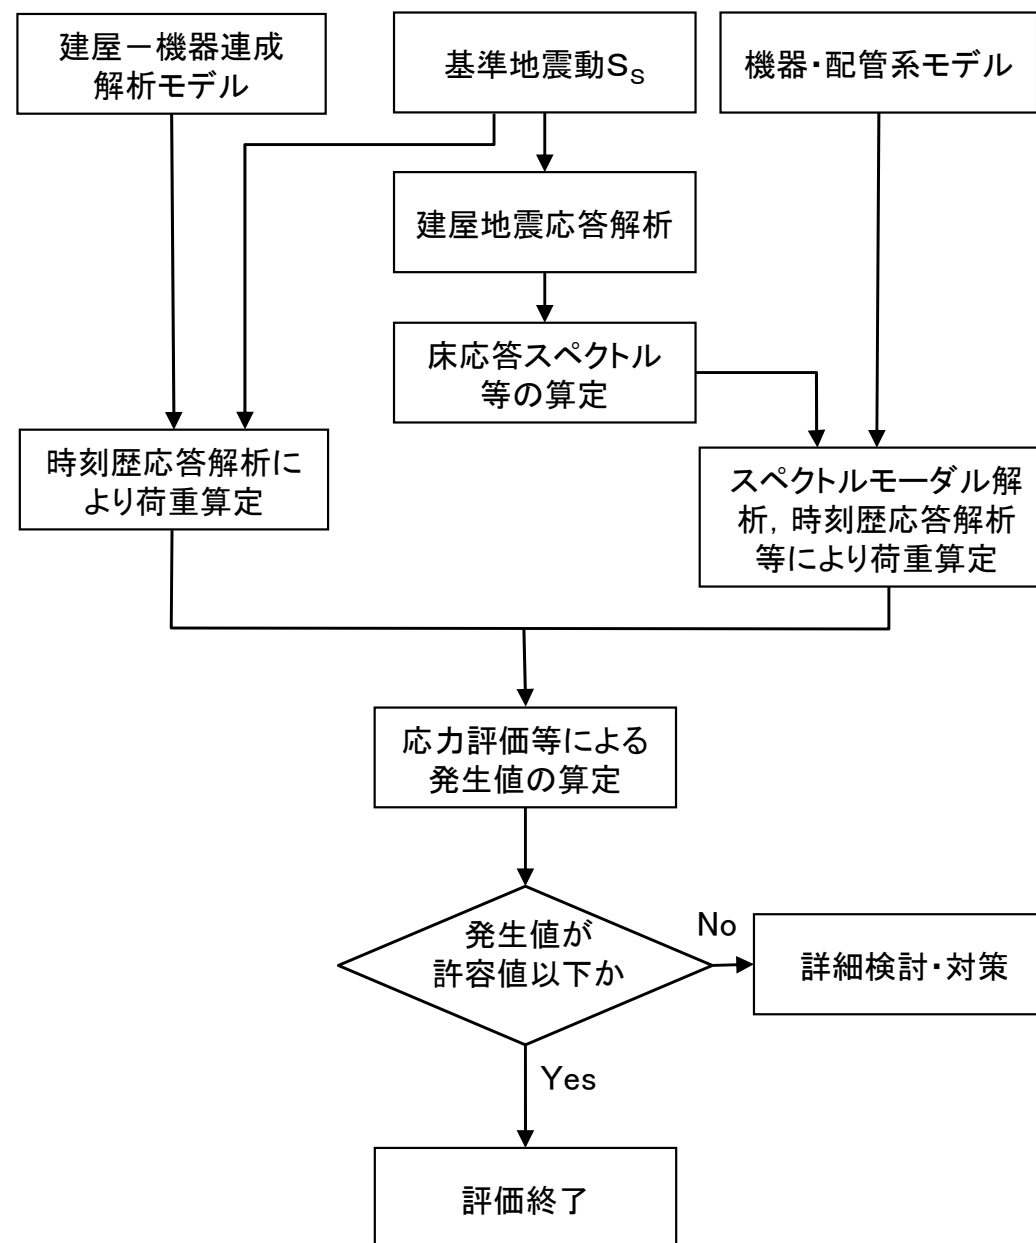 建屋－機器連成
解析モデル
基準地震動SS
機器・配管系モデル
建屋地震応答解析
床応答スペクトル
等の算定
時刻歴応答解析に
より荷重算定
スペクトルモーダル解
析，時刻歴応答解析
等により荷重算定
応力評価等による
発生値の算定
発生値が
許容値以下か
No
詳細検討・対策
Yes
評価終了